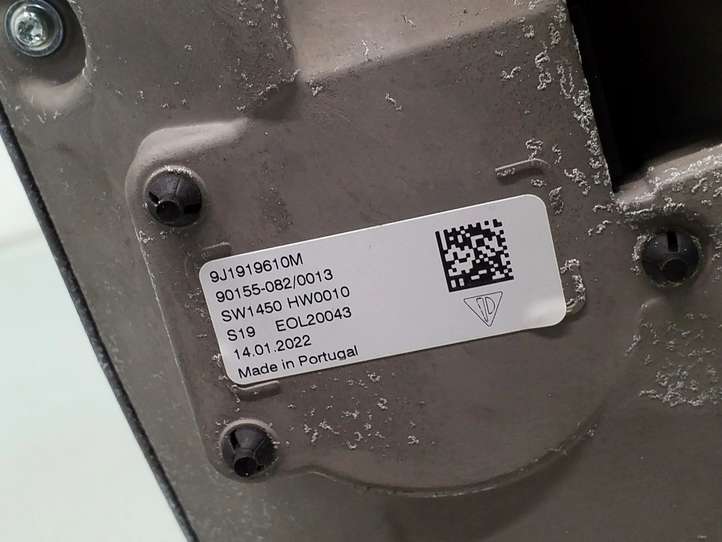 9J1919610M
90155-082/0013
SW1450 HW0010
S19 EOL20043
14.01.2022
Made in Portugal